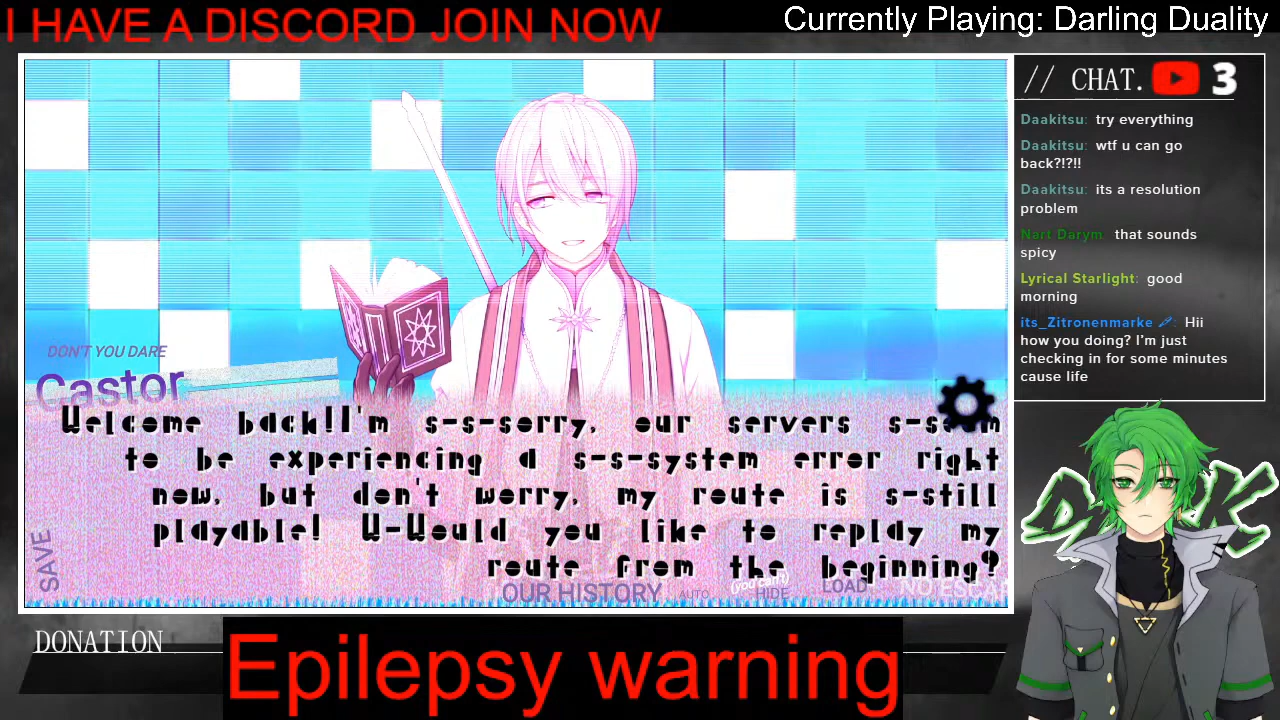 I HAVE A DISCORD JOIN NOW
Currently Playing: Darling Duality
// CHAT. 3
Daakitsu: try everything
Daakitsu: wtf u can go
back?!?!!
Daakitsu: its a resolution
problem
Nart Darym: that sounds
spicy
Lyrical Starlight: good
morning
its_Zitronenmarke: Hii
how you doing? I'm just
checking in for some minutes
cause life
DON'T YOU DARE
Castor
Welcome back!I'm s-s-sorry, our servers s-seem
to be experiencing a s-s-system error right
now, but don't worry, my route is s-still
playable! W-Would you like to replay my
route from the beginning?
SAVE
OUR HISTORY
AUTO
(you can't)
HIDE
LOAD
NO ESCA
DONATION
Epilepsy warning